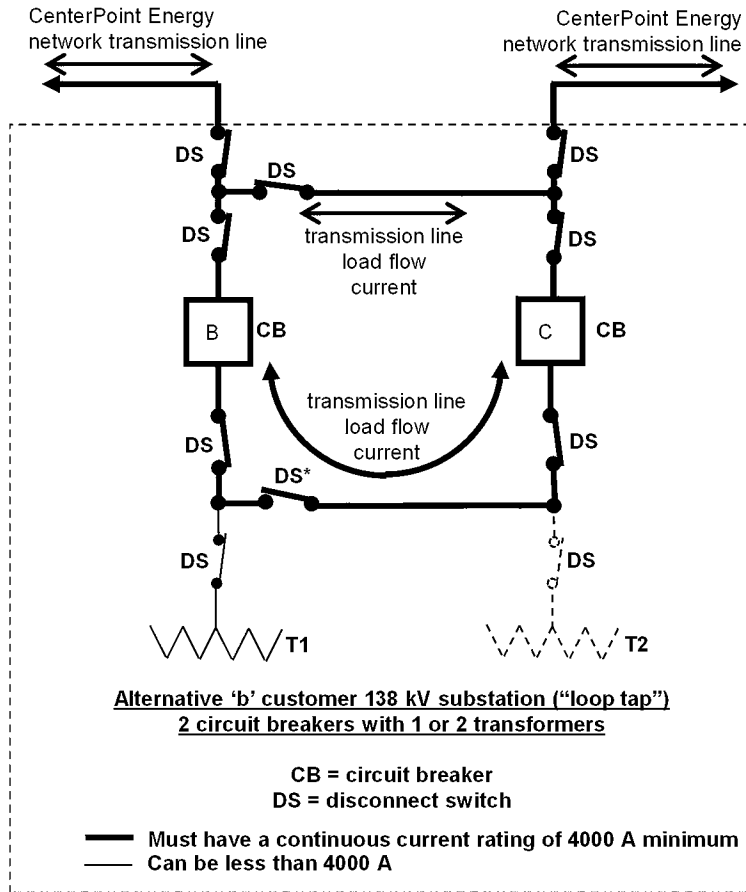 CenterPoint Energy
network transmission line
CenterPoint Energy
network transmission line
DS
DS
DS
DS
transmission line
load flow
current
DS
B
CB
C
CB
transmission line
load flow
current
DS
DS
DS*
DS
DS
T1
T2
Alternative ‘b’ customer 138 kV substation (“loop tap”)
2 circuit breakers with 1 or 2 transformers
CB = circuit breaker
DS = disconnect switch
Must have a continuous current rating of 4000 A minimum
Can be less than 4000 A